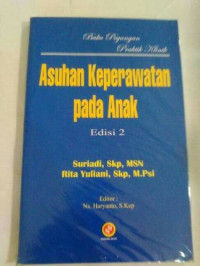 Buku Pegangan
Praktik Klinik
Asuhan Keperawatan
pada Anak
Edisi 2
Suriadi, Skp, MSN
Rita Yuliani, Skp, M.Psi
Editor :
Ns. Haryanto, S.Kep